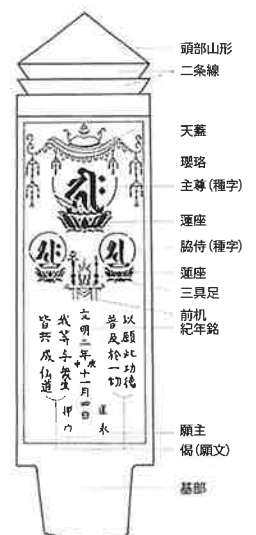 頭部山形
二条線
天蓋
瓔珞
主尊(種字)
蓮座
脇侍(種字)
蓮座
三具足
前机
紀年銘
願主
偈(願文)
基部
以願此功徳
普及於一切
文明二年
十一月四日
我等与衆生
皆共成仏道